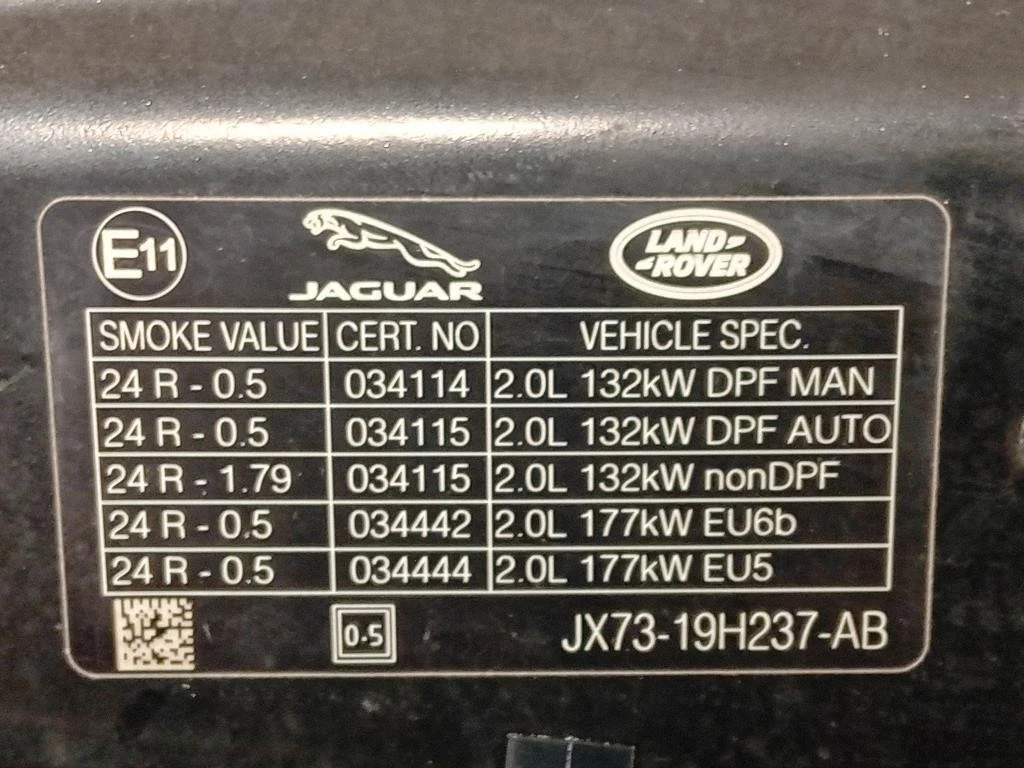 E11
JAGUAR
LAND-
-ROVER
SMOKE VALUE CERT. NO VEHICLE SPEC.
24 R - 0.5 034114 2.0L 132kW DPF MAN
24 R - 0.5 034115 2.0L 132kW DPF AUTO
24 R - 1.79 034115 2.0L 132kW nonDPF
24 R - 0.5 034442 2.0L 177kW EU6b
24 R - 0.5 034444 2.0L 177kW EU5
0·5 JX73-19H237-AB